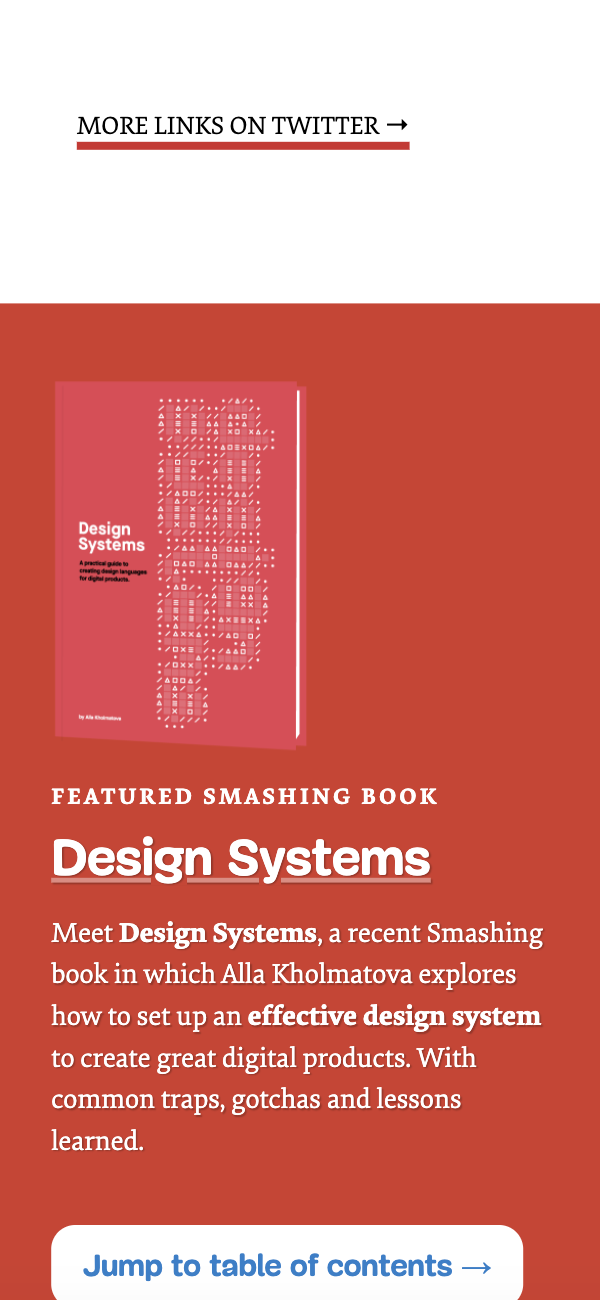 MORE LINKS ON TWITTER →
Design
Systems
A practical guide to
creating design languages
for digital products.
by Alla Kholmatova
FEATURED SMASHING BOOK
Design Systems
Meet Design Systems, a recent Smashing
book in which Alla Kholmatova explores
how to set up an effective design system
to create great digital products. With
common traps, gotchas and lessons
learned.
Jump to table of contents →